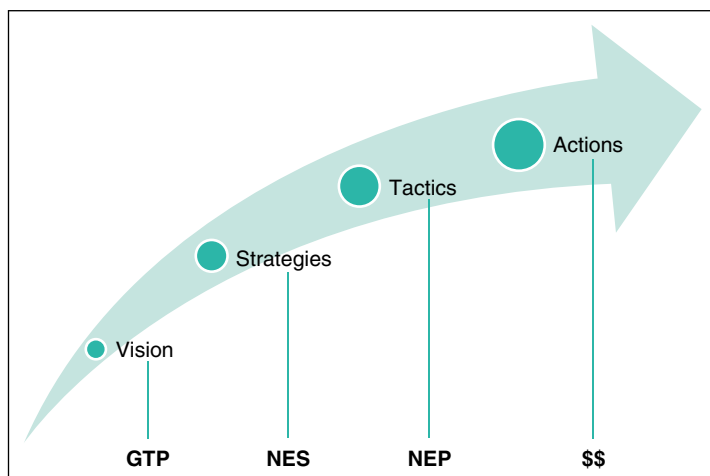 Actions
Tactics
Strategies
Vision
GTP NES NEP $$